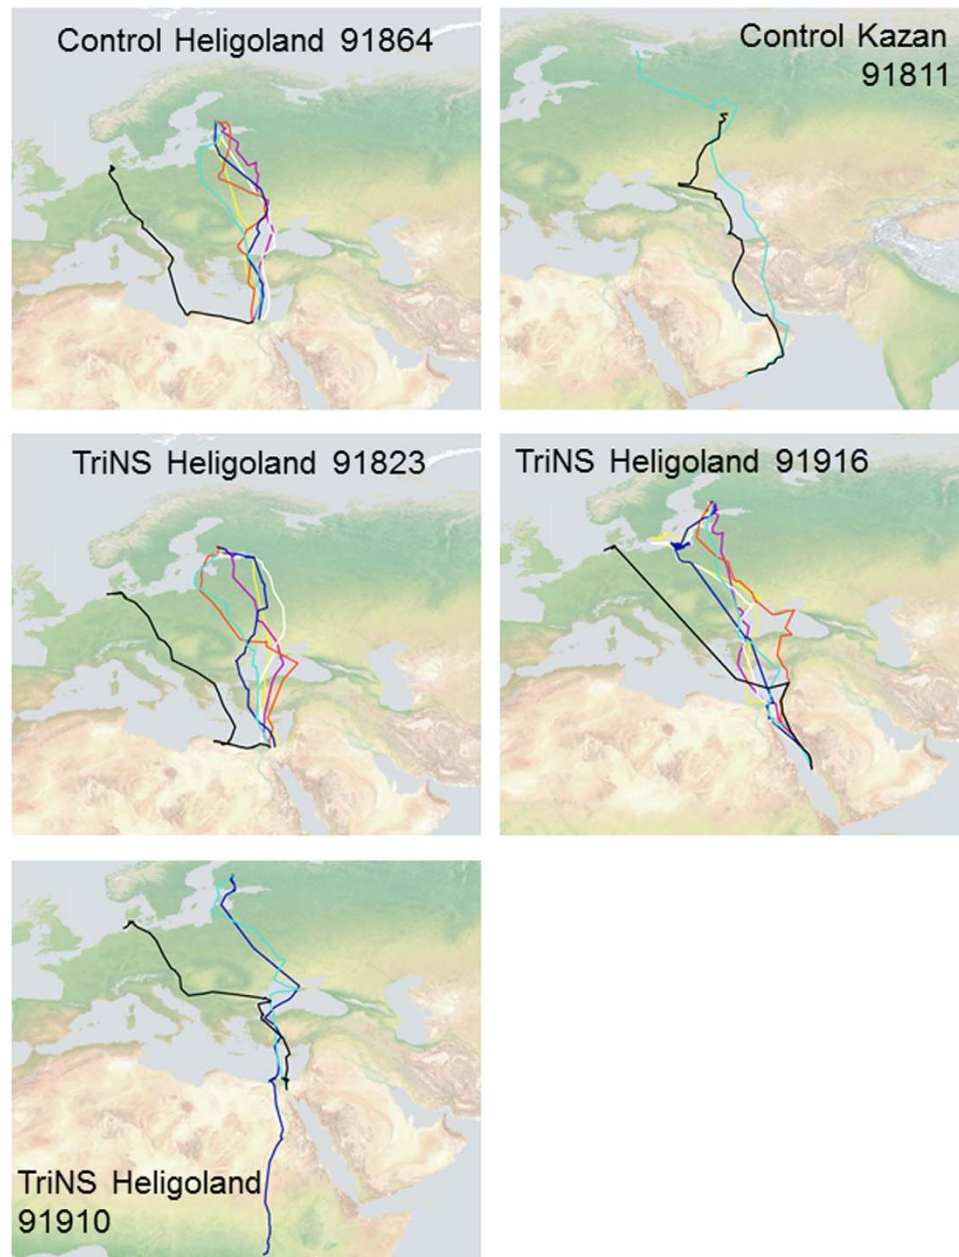 Control Heligoland 91864
Control Kazan
91811
TriNS Heligoland 91823
TriNS Heligoland 91916
TriNS Heligoland
91910